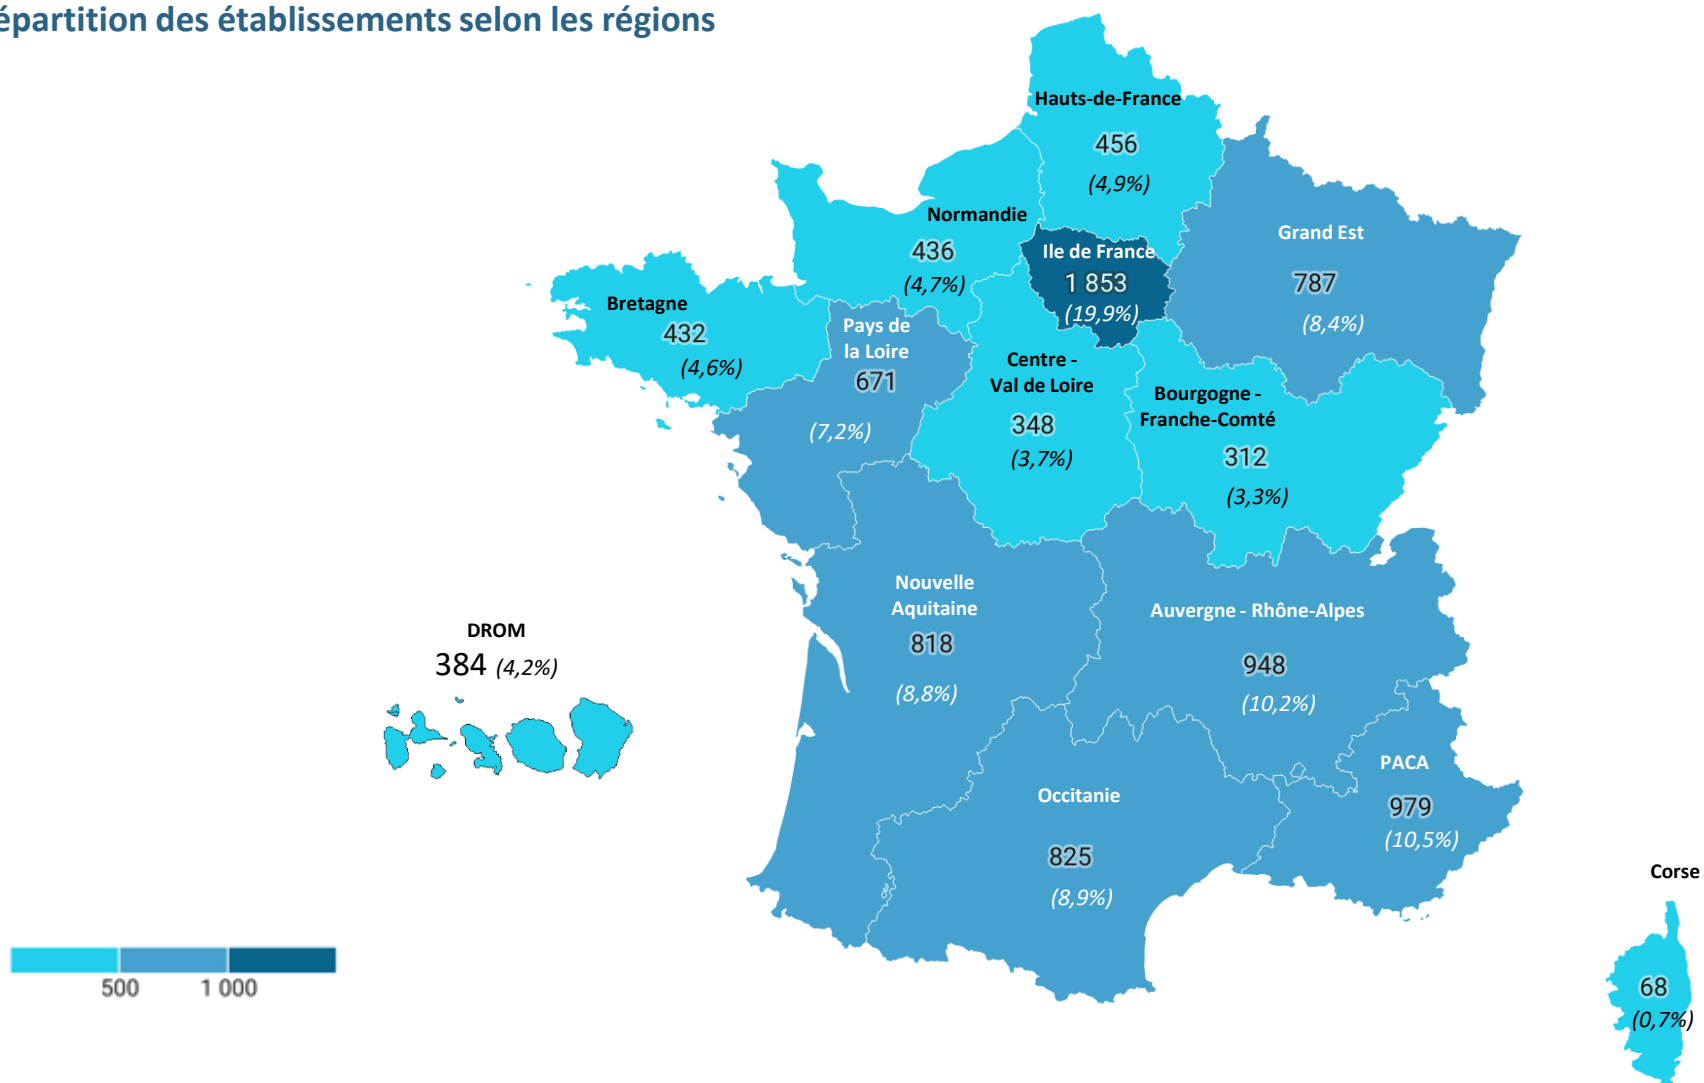 épartition des établissements selon les régions
Hauts-de-France
456
(4,9%)
Normandie
436
(4,7%)
Ile de France
1 853
(19,9%)
Grand Est
787
(8,4%)
Bretagne
432
(4,6%)
Pays de
la Loire
671
(7,2%)
Centre -
Val de Loire
348
(3,7%)
Bourgogne -
Franche-Comté
312
(3,3%)
Nouvelle
Aquitaine
818
(8,8%)
Auvergne - Rhône-Alpes
948
(10,2%)
DROM
384 (4,2%)
PACA
979
(10,5%)
Occitanie
825
(8,9%)
Corse
68
(0,7%)
500
1 000